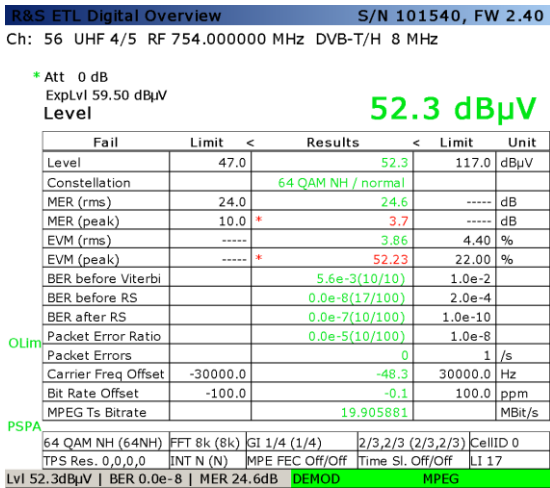 R&S ETL Digital Overview S/N 101540, FW 2.40
Ch: 56 UHF 4/5 RF 754.000000 MHz DVB-T/H 8 MHz
* Att 0 dB
ExpLvl 59.50 dBµV
Level 52.3 dBµV
Fail Limit < Results < Limit Unit
Level 47.0 52.3 117.0 dBµV
Constellation 64 QAM NH / normal
MER (rms) 24.0 24.6 ----- dB
MER (peak) 10.0 * 3.7 ----- dB
EVM (rms) ----- 3.86 4.40 %
EVM (peak) ----- * 52.23 22.00 %
BER before Viterbi 5.6e-3(10/10) 1.0e-2
BER before RS 0.0e-8(17/100) 2.0e-4
BER after RS 0.0e-7(10/100) 1.0e-10
OLim
Packet Error Ratio 0.0e-5(10/100) 1.0e-8
Packet Errors 0 1 /s
Carrier Freq Offset -30000.0 -48.3 30000.0 Hz
Bit Rate Offset -100.0 -0.1 100.0 ppm
MPEG Ts Bitrate 19.905881 MBit/s
PSPA
64 QAM NH (64NH) FFT 8k (8k) GI 1/4 (1/4) 2/3,2/3 (2/3,2/3) CellID 0
TPS Res. 0,0,0,0 INT N (N) MPE FEC Off/Off Time Sl. Off/Off LI 17
Lvl 52.3dBµV | BER 0.0e-8 | MER 24.6dB DEMOD MPEG